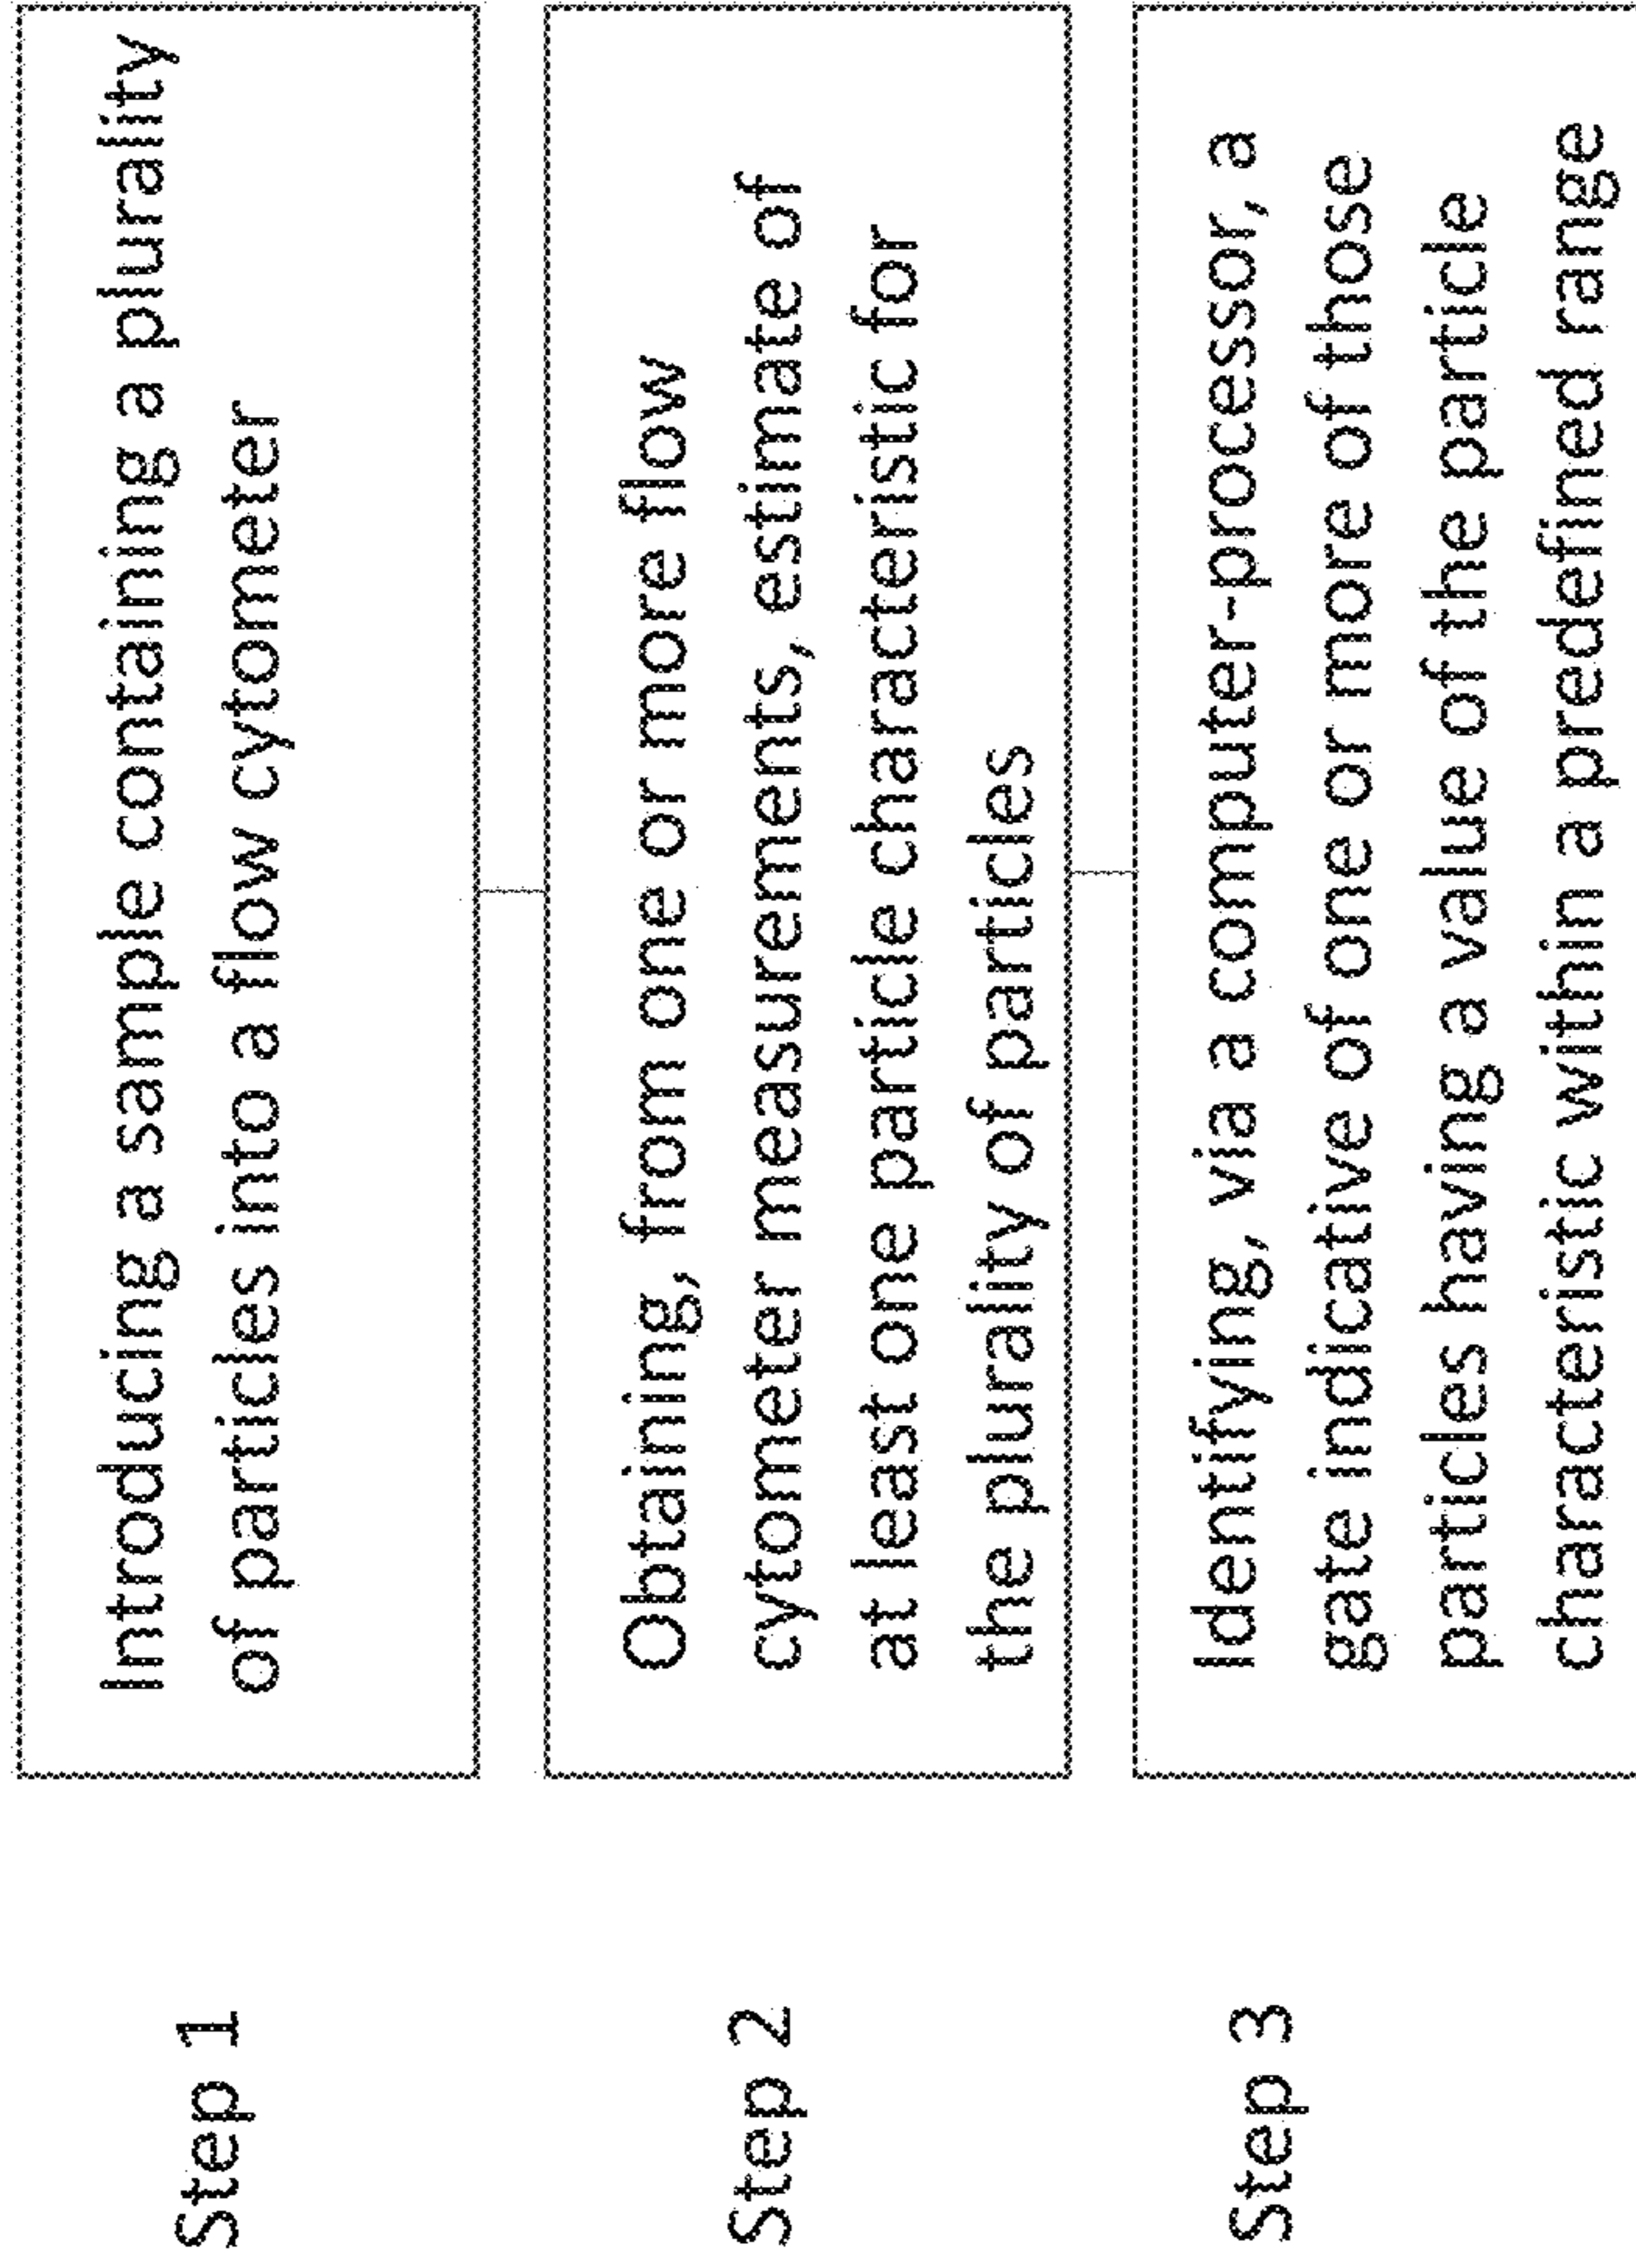 Step 1
Introducing a sample containing a plurality
of particles into a flow cytometer
Step 2
Obtaining, from one or more flow
cytometer measurements, estimate of
at least one particle characteristic for
the plurality of particles
Step 3
Identifying, via a computer-processor, a
gate indicative of one or more of those
particles having a value of the particle
characteristic within a predefined range